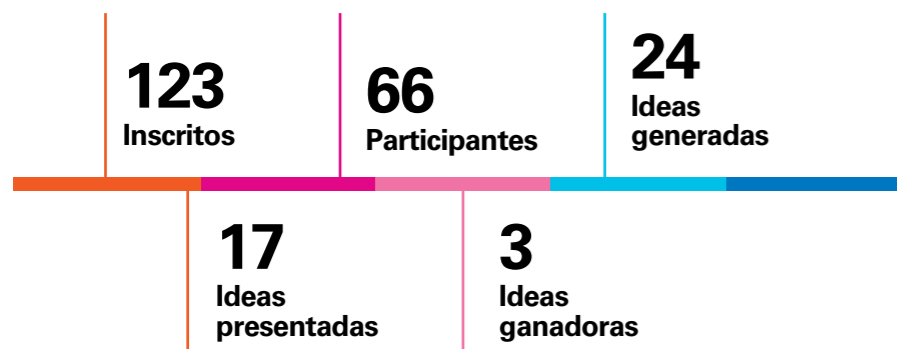 123
Inscritos
66
Participantes
24
Ideas
generadas
17
Ideas
presentadas
3
Ideas
ganadoras